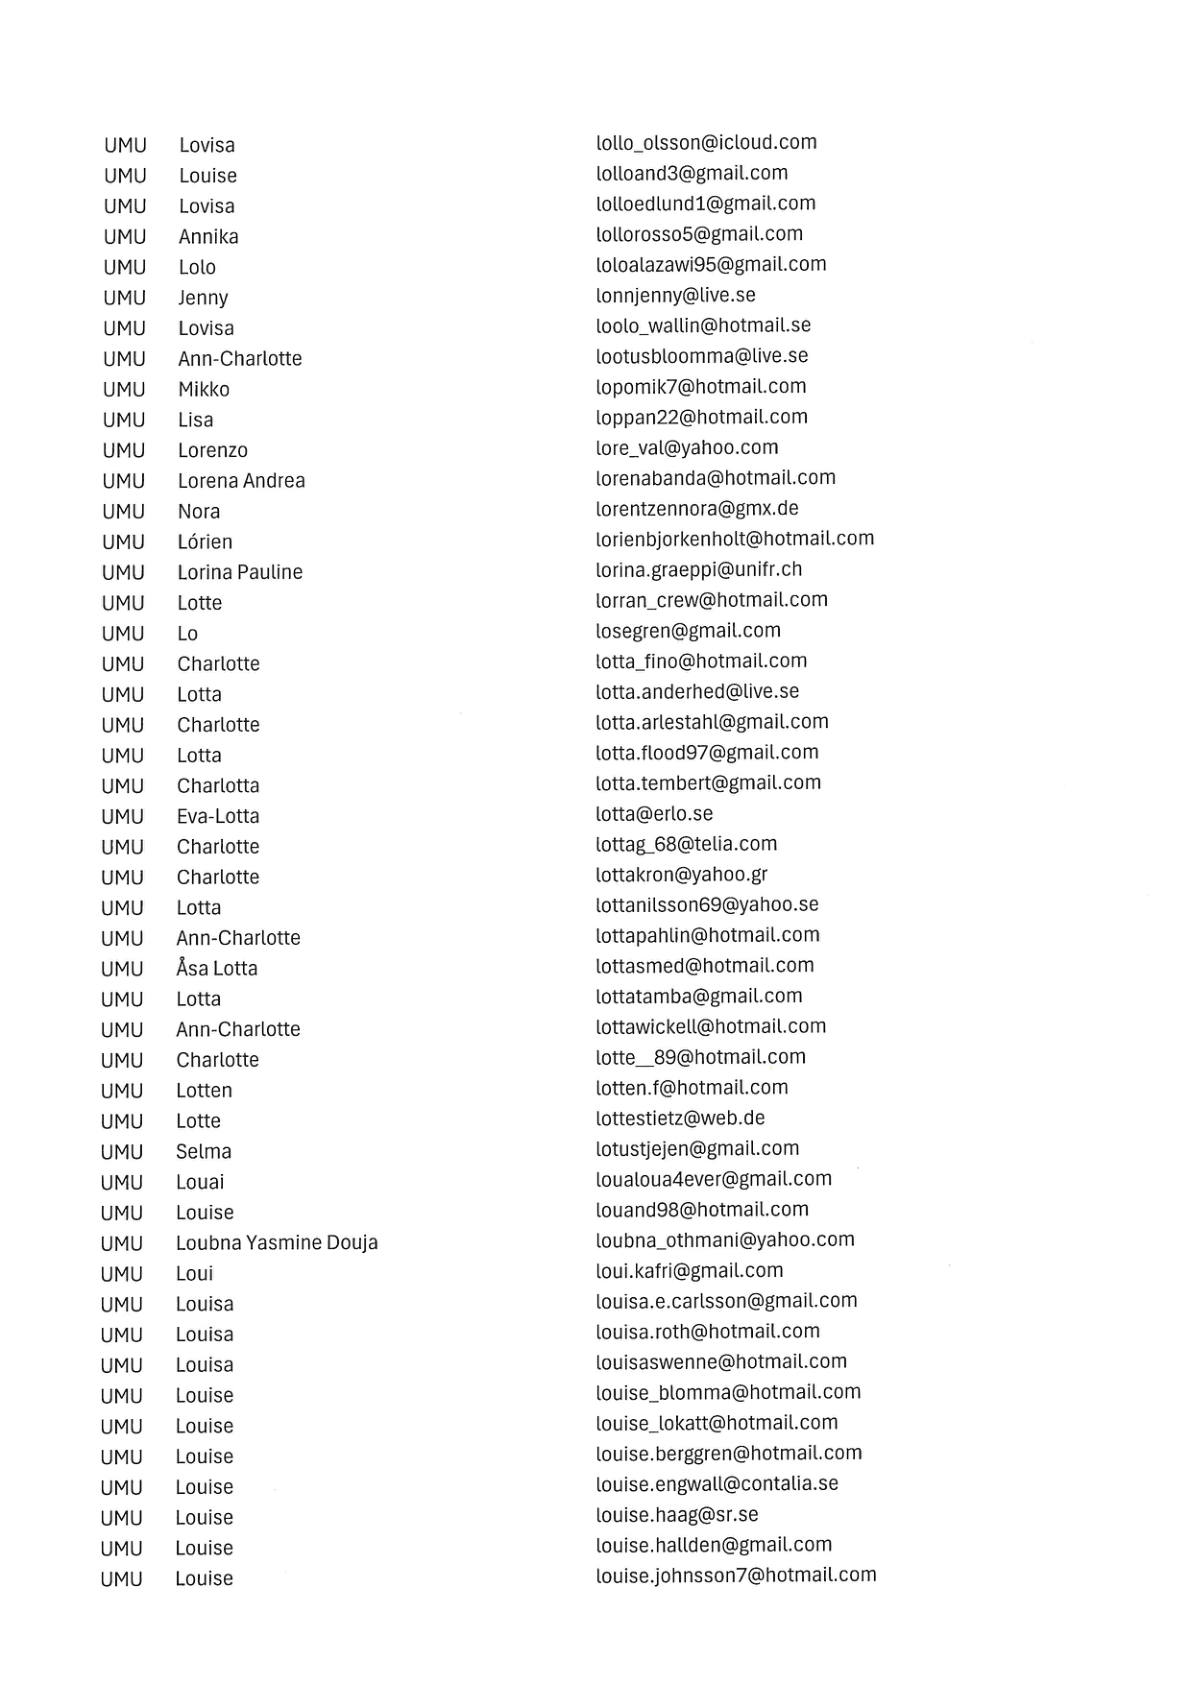 UMU Lovisa lollo_olsson@icloud.com
UMU Louise lolloand3@gmail.com
UMU Lovisa lolloedlund1@gmail.com
UMU Annika lollorosso5@gmail.com
UMU Lolo loloalazawi95@gmail.com
UMU Jenny lonnjenny@live.se
UMU Lovisa loolo_wallin@hotmail.se
UMU Ann-Charlotte lootusbloomma@live.se
UMU Mikko lopomik7@hotmail.com
UMU Lisa loppan22@hotmail.com
UMU Lorenzo lore_val@yahoo.com
UMU Lorena Andrea lorenabanda@hotmail.com
UMU Nora lorentzennora@gmx.de
UMU Lórien lorienbjorkenholt@hotmail.com
UMU Lorina Pauline lorina.graeppi@unifr.ch
UMU Lotte lorran_crew@hotmail.com
UMU Lo losegren@gmail.com
UMU Charlotte lotta_fino@hotmail.com
UMU Lotta lotta.anderhed@live.se
UMU Charlotte lotta.arlestahl@gmail.com
UMU Lotta lotta.flood97@gmail.com
UMU Charlotta lotta.tembert@gmail.com
UMU Eva-Lotta lotta@erlo.se
UMU Charlotte lottag_68@telia.com
UMU Charlotte lottakron@yahoo.gr
UMU Lotta lottanilsson69@yahoo.se
UMU Ann-Charlotte lottapahlin@hotmail.com
UMU Åsa Lotta lottasmed@hotmail.com
UMU Lotta lottatamba@gmail.com
UMU Ann-Charlotte lottawickell@hotmail.com
UMU Charlotte lotte__89@hotmail.com
UMU Lotten lotten.f@hotmail.com
UMU Lotte lottestietz@web.de
UMU Selma lotustjejen@gmail.com
UMU Louai loualoua4ever@gmail.com
UMU Louise louand98@hotmail.com
UMU Loubna Yasmine Douja loubna_othmani@yahoo.com
UMU Loui loui.kafri@gmail.com
UMU Louisa louisa.e.carlsson@gmail.com
UMU Louisa louisa.roth@hotmail.com
UMU Louisa louisaswenne@hotmail.com
UMU Louise louise_blomma@hotmail.com
UMU Louise louise_lokatt@hotmail.com
UMU Louise louise.berggren@hotmail.com
UMU Louise louise.engwall@contalia.se
UMU Louise louise.haag@sr.se
UMU Louise louise.hallden@gmail.com
UMU Louise louise.johnsson7@hotmail.com